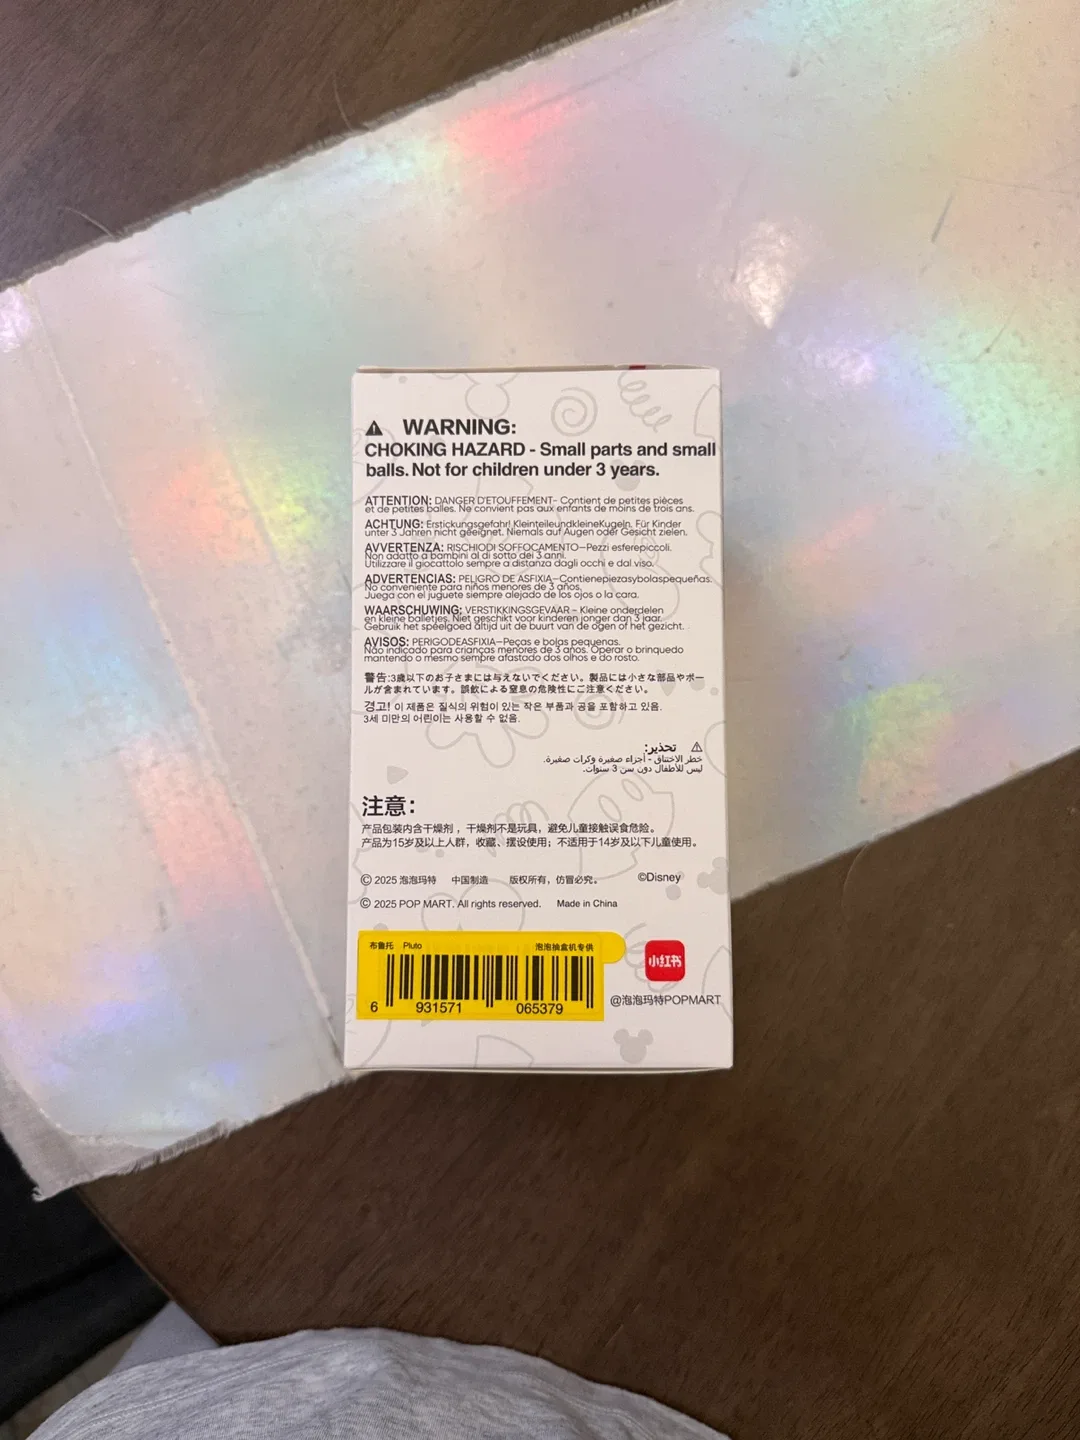 ⚠ WARNING:
CHOKING HAZARD - Small parts and small
balls. Not for children under 3 years.
ATTENTION: DANGER D'ETOUFFEMENT- Contient de petites pièces
et de petites balles. Ne convient pas aux enfants de moins de trois ans.
ACHTUNG: Erstickungsgefahr! KleinteileundkleineKugeln. Für Kinder
unter 3 Jahren nicht geeignet. Niemals auf Augen oder Gesicht zielen.
AVVERTENZA: RISCHIODI SOFFOCAMENTO—Pezzi esferepiccoli.
Non adatto a bambini al di sotto dei 3 anni.
Utilizzare il giocattolo sempre a distanza dagli occhi e dal viso.
ADVERTENCIAS: PELIGRO DE ASFIXIA—Contienepiezasybolaspequeñas.
No conveniente para niños menores de 3 años.
Juega con el juguete siempre alejado de los ojos o la cara.
WAARSCHUWING: VERSTIKKINGSGEVAAR – Kleine onderdelen
en kleine balletjes. Niet geschikt voor kinderen jonger dan 3 jaar.
Gebruik het speelgoed altijd uit de buurt van de ogen of het gezicht.
AVISOS: PERIGODEASFIXIA—Peças e bolas pequenas.
Não indicado para crianças menores de 3 anos. Operar o brinquedo
mantendo o mesmo sempre afastado dos olhos e do rosto.
警告:3歳以下のお子さまには与えないでください。製品には小さな部品やボー
ルが含まれています。誤飲による窒息の危険性にご注意ください。
경고! 이 제품은 질식의 위험이 있는 작은 부품과 공을 포함하고 있음.
3세 미만의 어린이는 사용할 수 없음.
⚠ تحذير:
خطر الاختناق - أجزاء صغيرة وكرات صغيرة.
ليس للأطفال دون سن 3 سنوات.
注意：
产品包装内含干燥剂，干燥剂不是玩具，避免儿童接触误食危险。
产品为15岁及以上人群，收藏、摆设使用；不适用于14岁及以下儿童使用。
© 2025 泡泡玛特 中国制造 版权所有，仿冒必究。 ©Disney
© 2025 POP MART. All rights reserved. Made in China
布鲁托 Pluto 泡泡抽盒机专供
6 931571 065379
小红书
@泡泡玛特POPMART